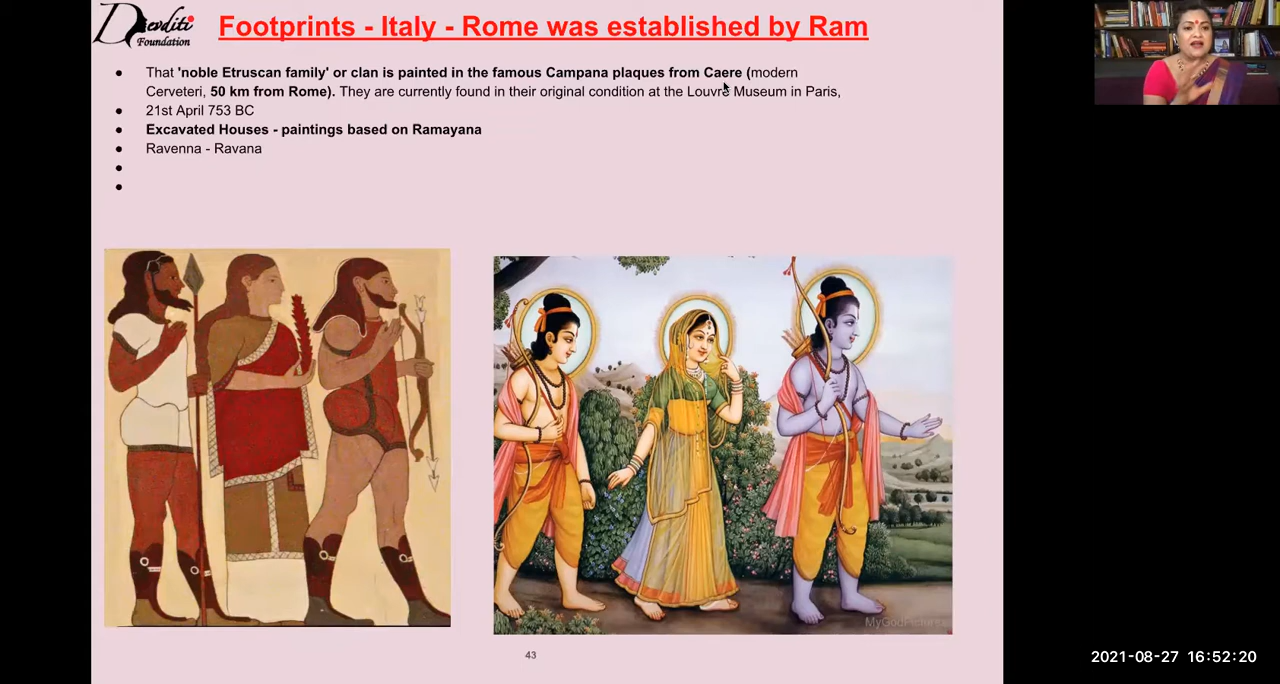 Devditi
Foundation
Footprints - Italy - Rome was established by Ram
● That 'noble Etruscan family' or clan is painted in the famous Campana plaques from Caere (modern
Cerveteri, 50 km from Rome). They are currently found in their original condition at the Louvre Museum in Paris,
● 21st April 753 BC
● Excavated Houses - paintings based on Ramayana
● Ravenna - Ravana
●
●
MyGodPictures
43
2021-08-27 16:52:20